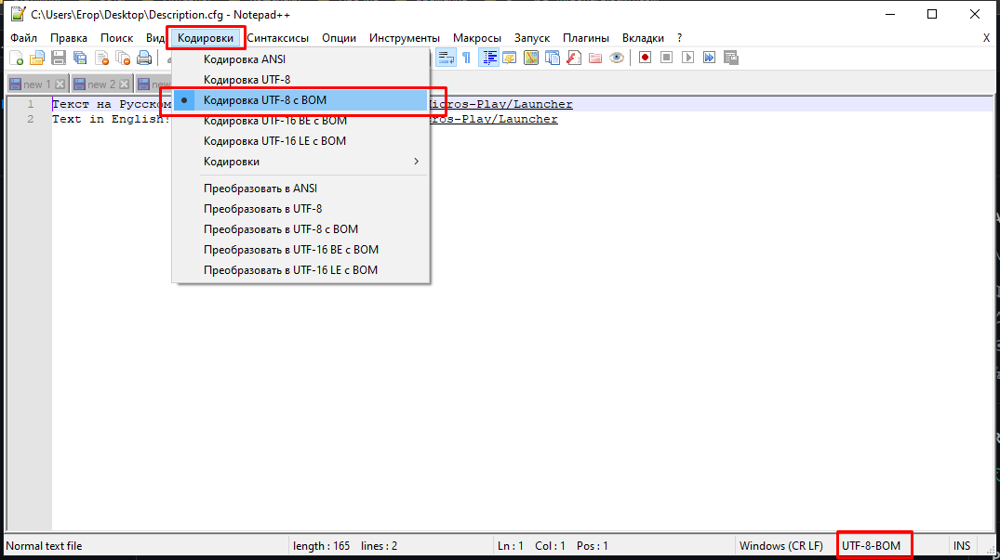 C:\Users\Егор\Desktop\Description.cfg - Notepad++
Файл Правка Поиск Вид Кодировки Синтаксисы Опции Инструменты Макросы Запуск Плагины Вкладки ? X
new 1 new 2 new
Кодировка ANSI
Кодировка UTF-8
Кодировка UTF-8 с BOM
Кодировка UTF-16 BE с BOM
Кодировка UTF-16 LE с BOM
Кодировки
Преобразовать в ANSI
Преобразовать в UTF-8
Преобразовать в UTF-8 с BOM
Преобразовать в UTF-16 BE с BOM
Преобразовать в UTF-16 LE с BOM
1 Текст на Русском icros-Play/Launcher
2 Text in English! cros-Play/Launcher
Normal text file length : 165 lines : 2 Ln : 1 Col : 1 Pos : 1 Windows (CR LF) UTF-8-BOM INS